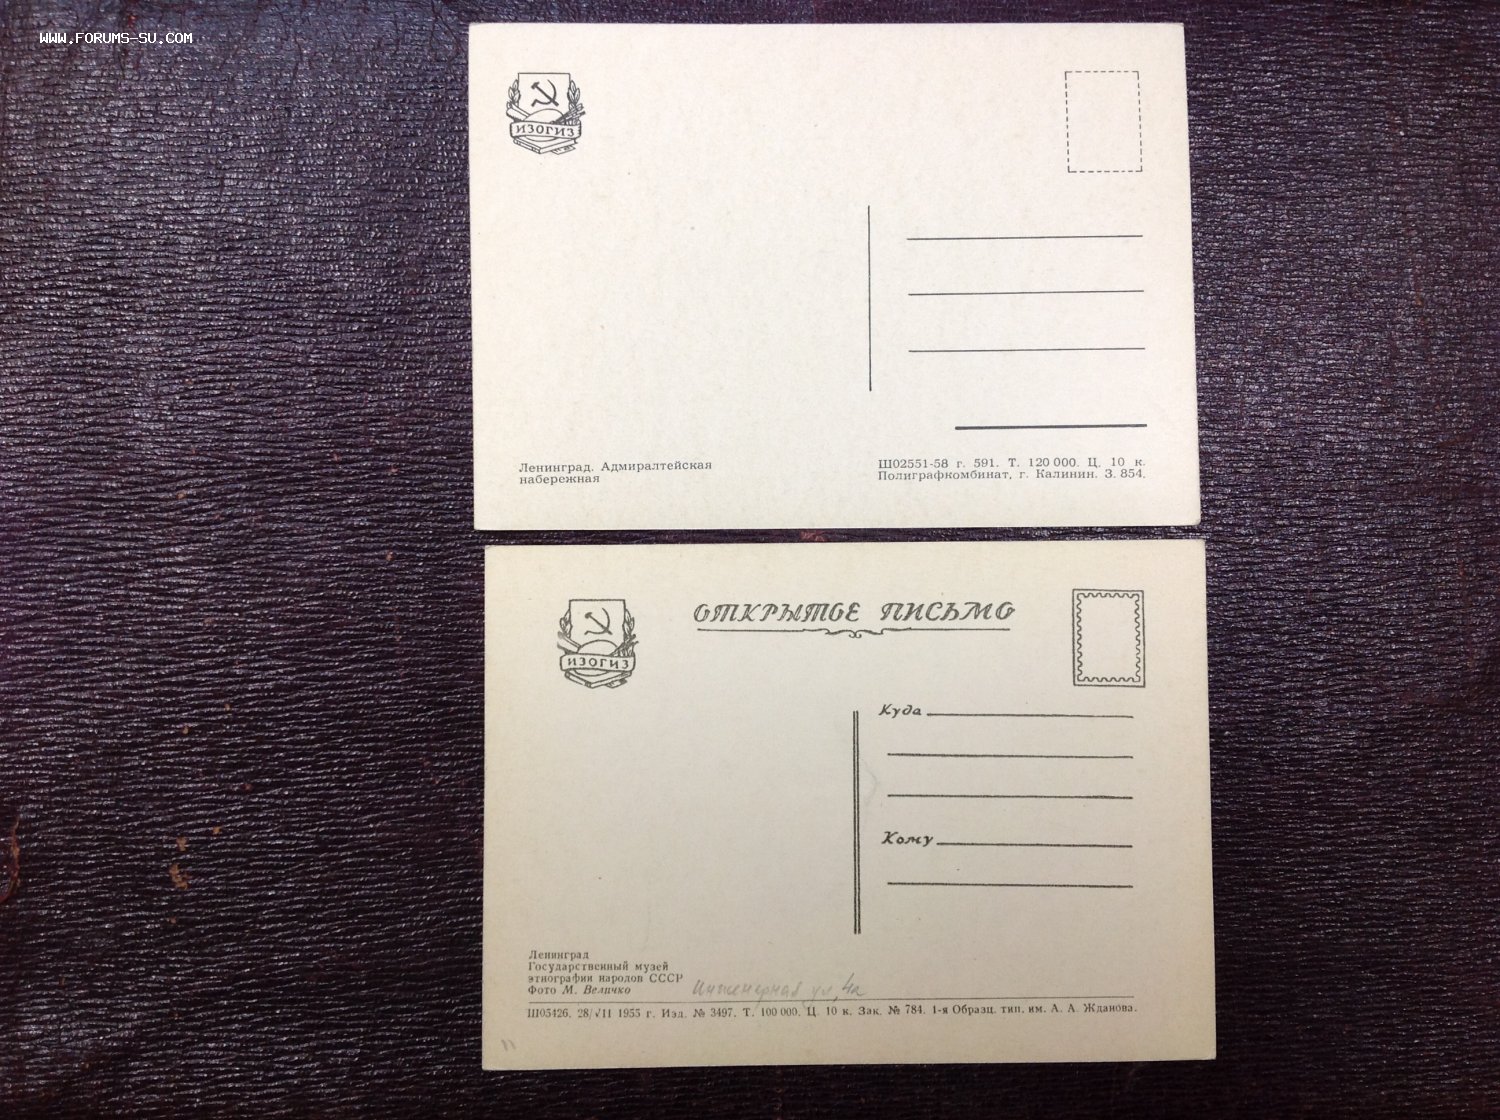 WWW.FORUMS-SU.COM
ИЗОГИЗ
Ленинград. Адмиралтейская
набережная
Ш02551-58 г. 591. Т. 120 000. Ц. 10 к.
Полиграфкомбинат, г. Калинин. З. 854.
ОТКРЫТОЕ ПИСЬМО
ИЗОГИЗ
Куда
Кому
Ленинград
Государственный музей
этнографии народов СССР
Фото М. Величко
Инженерная ул, 4а
Ш05426. 28/VII 1955 г. Изд. № 3497. Т. 100 000. Ц. 10 к. Зак. № 784. 1-я Образц. тип. им. А. А. Жданова.